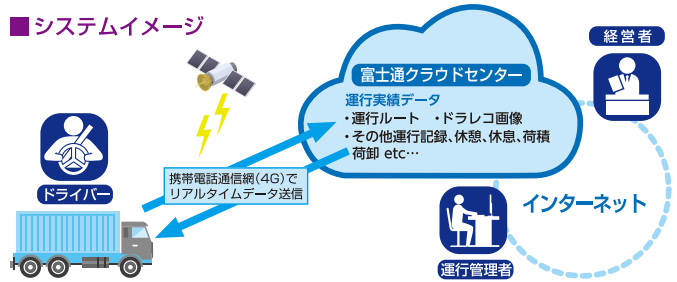 ■システムイメージ
経営者
富士通クラウドセンター
運行実績データ
・運行ルート ・ドラレコ画像
・その他運行記録、休憩、休息、荷積
荷卸 etc…
携帯電話通信網(4G)で
リアルタイムデータ送信
ドライバー
インターネット
運行管理者